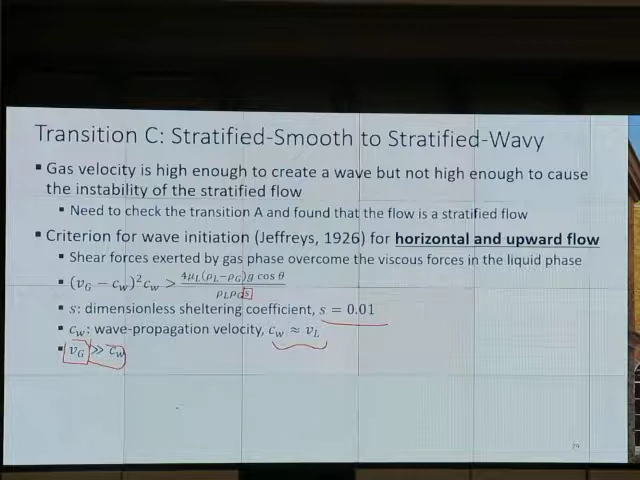 Transition C: Stratified-Smooth to Stratified-Wavy
▪ Gas velocity is high enough to create a wave but not high enough to cause
the instability of the stratified flow
▪ Need to check the transition A and found that the flow is a stratified flow
▪ Criterion for wave initiation (Jeffreys, 1926) for horizontal and upward flow
▪ Shear forces exerted by gas phase overcome the viscous forces in the liquid phase
▪ (v_G − c_w)² c_w > 4μ_L(ρ_L−ρ_G)g cos θ / ρ_Lρ_G s
▪ s: dimensionless sheltering coefficient, s = 0.01
▪ c_w: wave-propagation velocity, c_w ≈ v_L
▪ v_G ≫ c_w